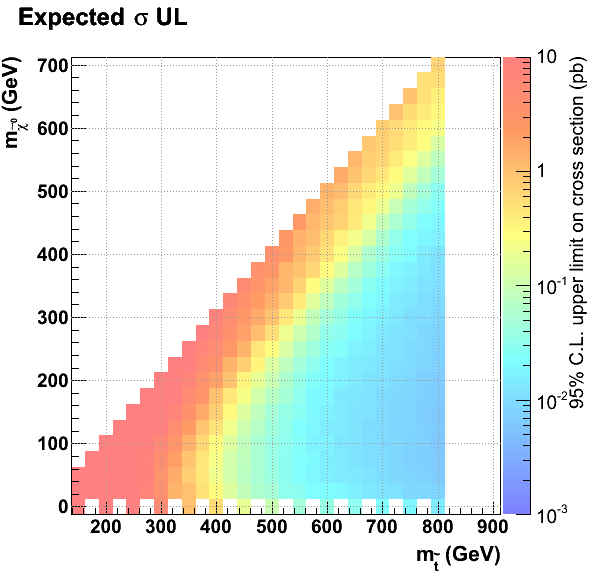 Expected σ UL
m_χ̃⁰ (GeV)
700
600
500
400
300
200
100
0
200 300 400 500 600 700 800 900
m_t̃ (GeV)
10
1
10⁻¹
10⁻²
10⁻³
95% C.L. upper limit on cross section (pb)